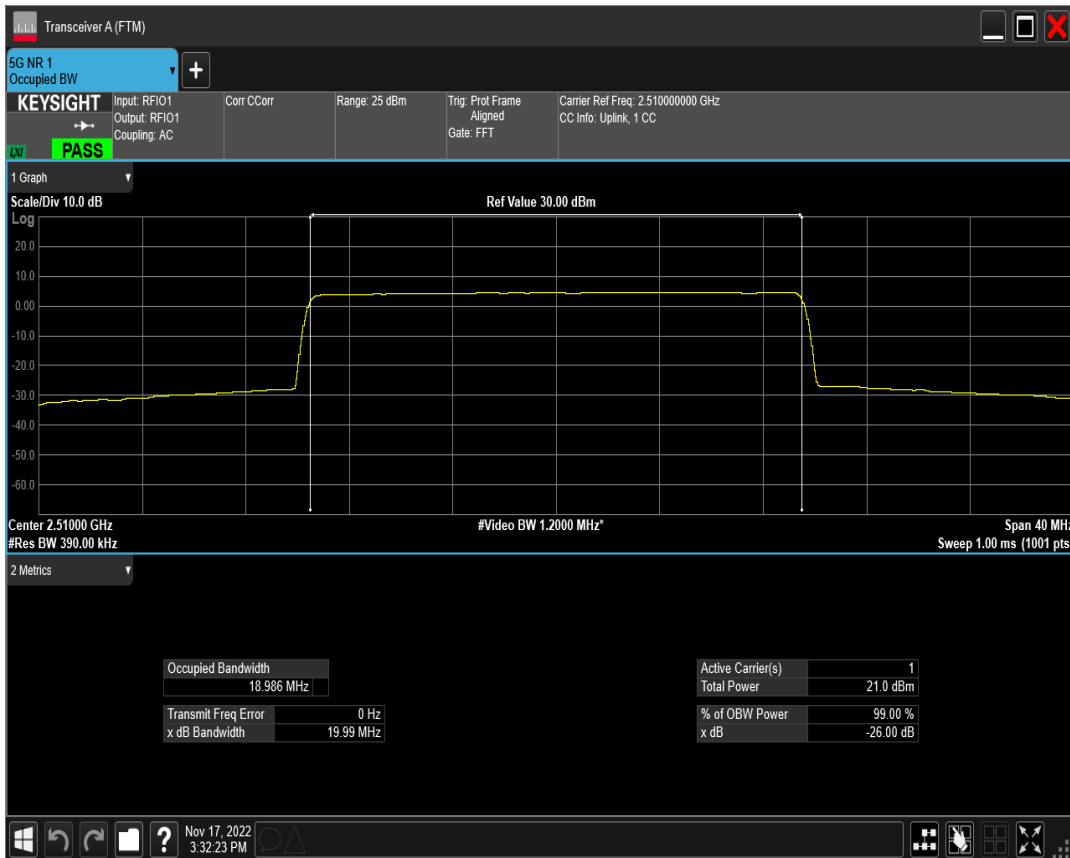 Transceiver A (FTM)
5G NR 1
Occupied BW
+
KEYSIGHT
LXI
PASS
Input: RFIO1
Output: RFIO1
Coupling: AC
Corr CCorr
Range: 25 dBm
Trig: Prot Frame
Aligned
Gate: FFT
Carrier Ref Freq: 2.510000000 GHz
CC Info: Uplink, 1 CC
1 Graph
Scale/Div 10.0 dB
Ref Value 30.00 dBm
Log
20.0
10.0
0.00
-10.0
-20.0
-30.0
-40.0
-50.0
-60.0
Center 2.51000 GHz
#Video BW 1.2000 MHz*
Span 40 MHz
#Res BW 390.00 kHz
Sweep 1.00 ms (1001 pts
2 Metrics
Occupied Bandwidth
18.986 MHz
Transmit Freq Error 0 Hz
x dB Bandwidth 19.99 MHz
Active Carrier(s) 1
Total Power 21.0 dBm
% of OBW Power 99.00 %
x dB -26.00 dB
?
Nov 17, 2022
3:32:23 PM